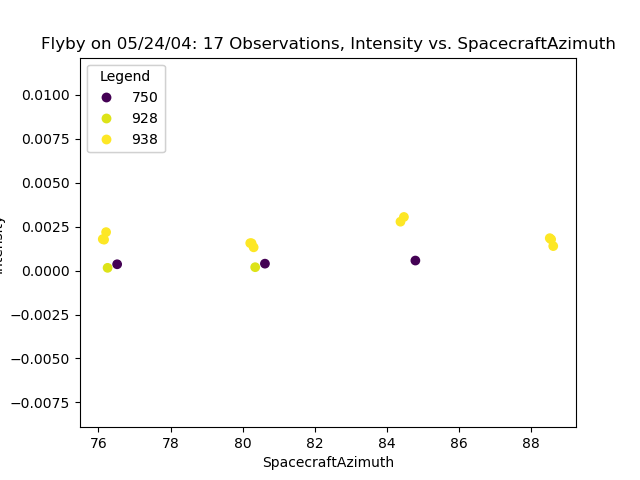 Flyby on 05/24/04: 17 Observations, Intensity vs. SpacecraftAzimuth
Legend
750
928
938
0.0100
0.0075
0.0050
0.0025
0.0000
−0.0025
−0.0050
−0.0075
Intensity
76 78 80 82 84 86 88
SpacecraftAzimuth